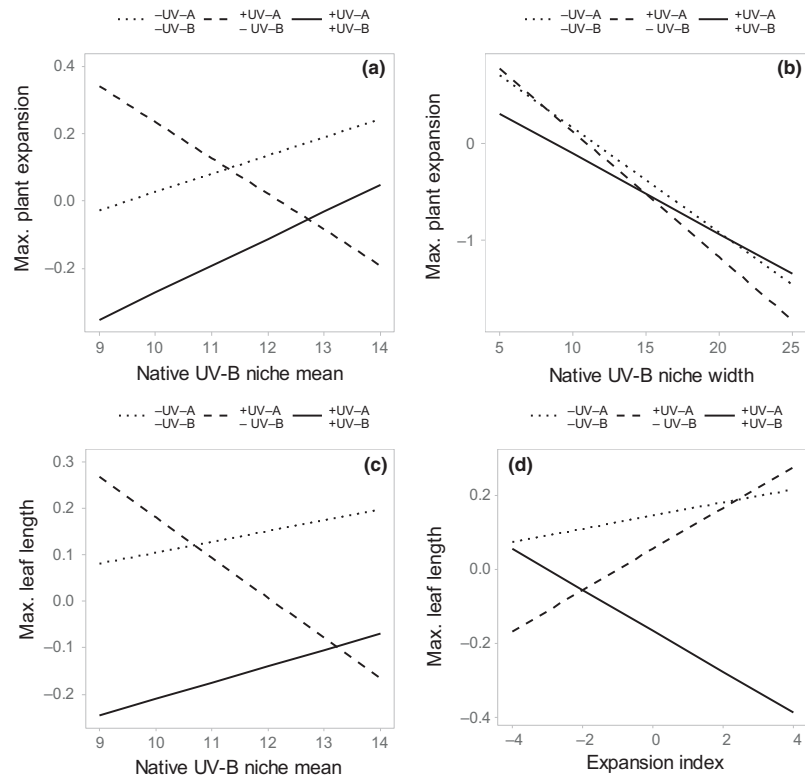 –UV–A +UV–A +UV–A
–UV–B – UV–B +UV–B
(a)
Max. plant expansion
0.4
0.2
0.0
–0.2
9 10 11 12 13 14
Native UV-B niche mean
–UV–A +UV–A +UV–A
–UV–B – UV–B +UV–B
(b)
Max. plant expansion
0
–1
5 10 15 20 25
Native UV-B niche width
–UV–A +UV–A +UV–A
–UV–B – UV–B +UV–B
(c)
Max. leaf length
0.3
0.2
0.1
0.0
–0.1
–0.2
9 10 11 12 13 14
Native UV-B niche mean
–UV–A +UV–A +UV–A
–UV–B – UV–B +UV–B
(d)
Max. leaf length
0.2
0.0
–0.2
–0.4
–4 –2 0 2 4
Expansion index